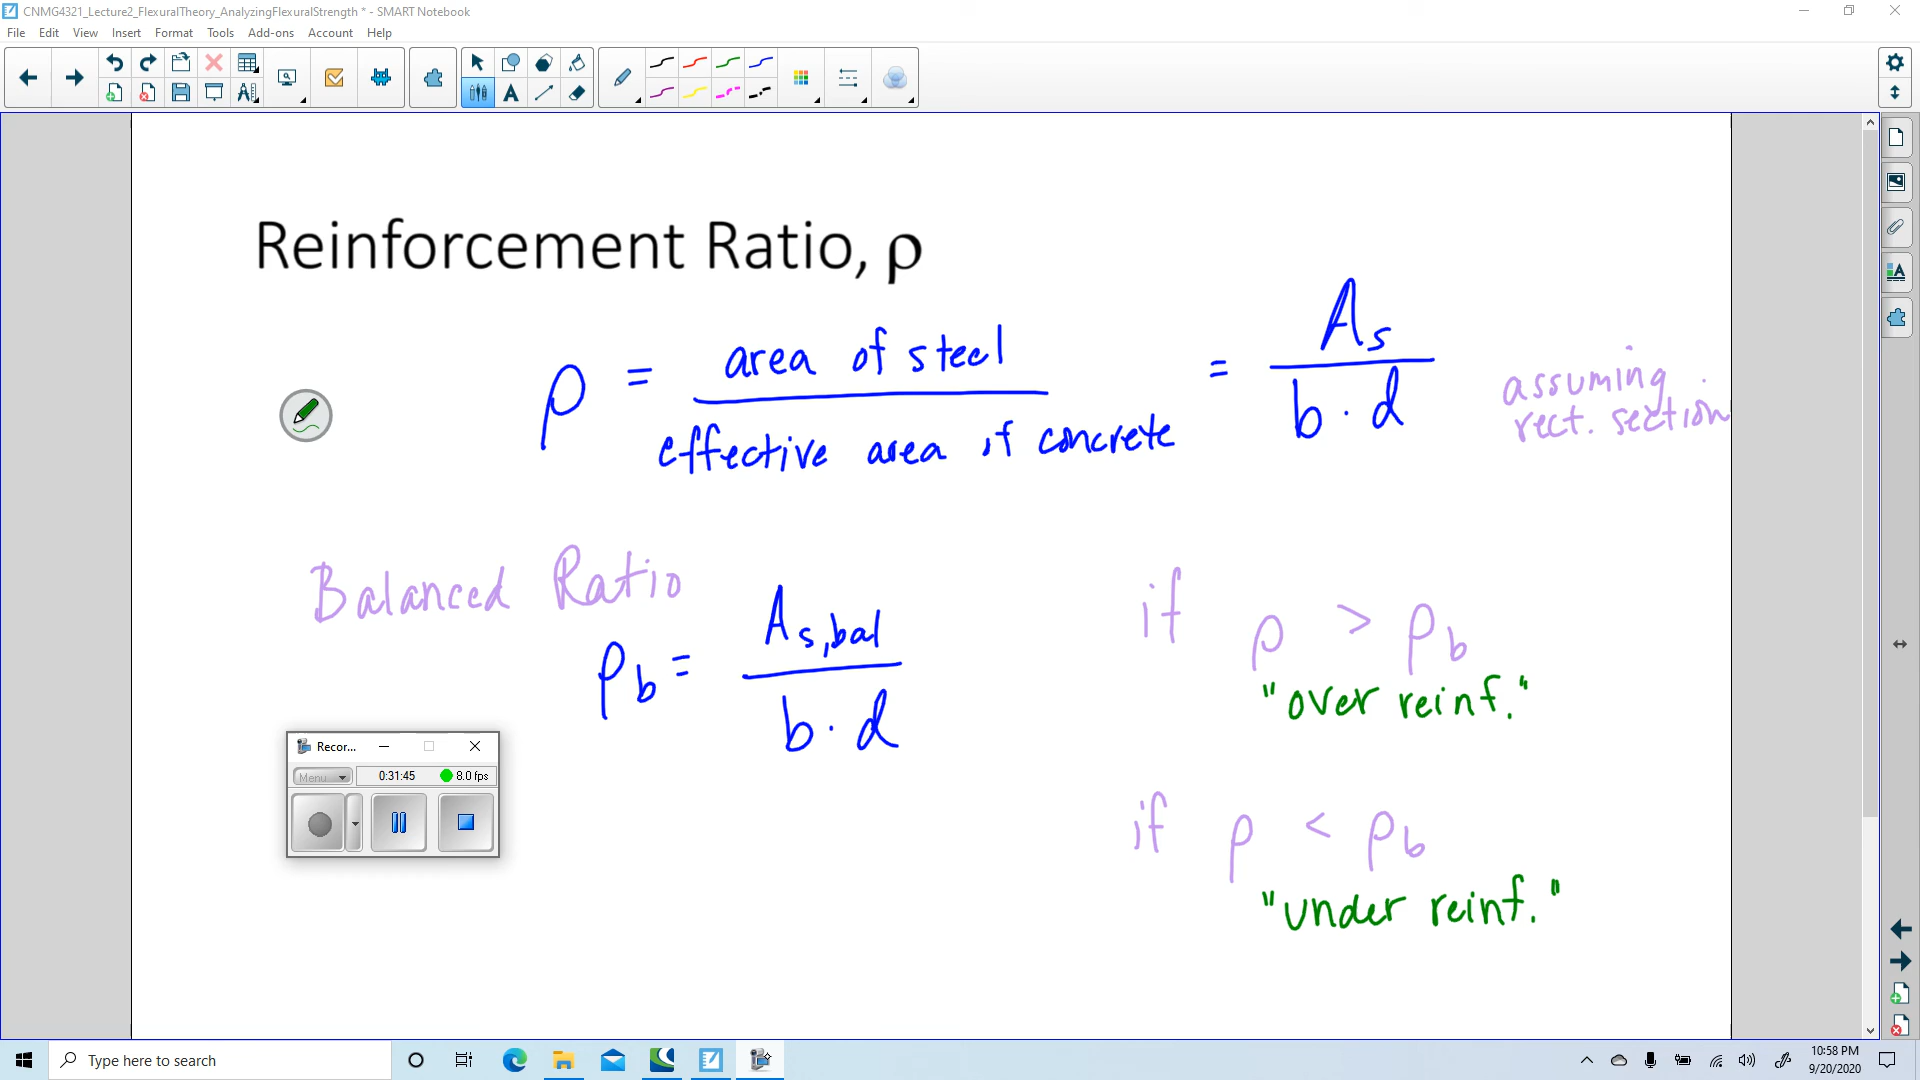 CNMG4321_Lecture2_FlexuralTheory_AnalyzingFlexuralStrength * - SMART Notebook
File Edit View Insert Format Tools Add-ons Account Help
Reinforcement Ratio, ρ
ρ = area of steel / effective area of concrete = As / b · d
assuming
rect. section
Balanced Ratio
ρb = As,bal / b · d
if ρ > ρb
"over reinf."
if ρ < ρb
"under reinf."
Recor...
Menu 0:31:45 8.0 fps
Type here to search
10:58 PM
9/20/2020